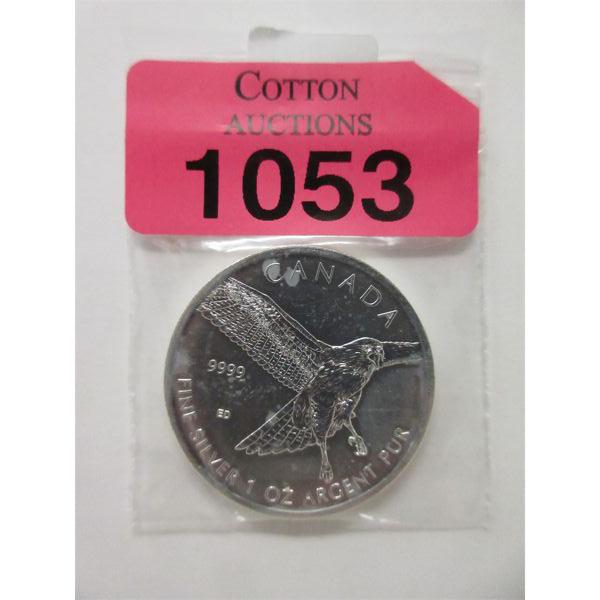 COTTON
AUCTIONS
1053
CANADA
9999
ED
FINE SILVER 1 OZ ARGENT PUR